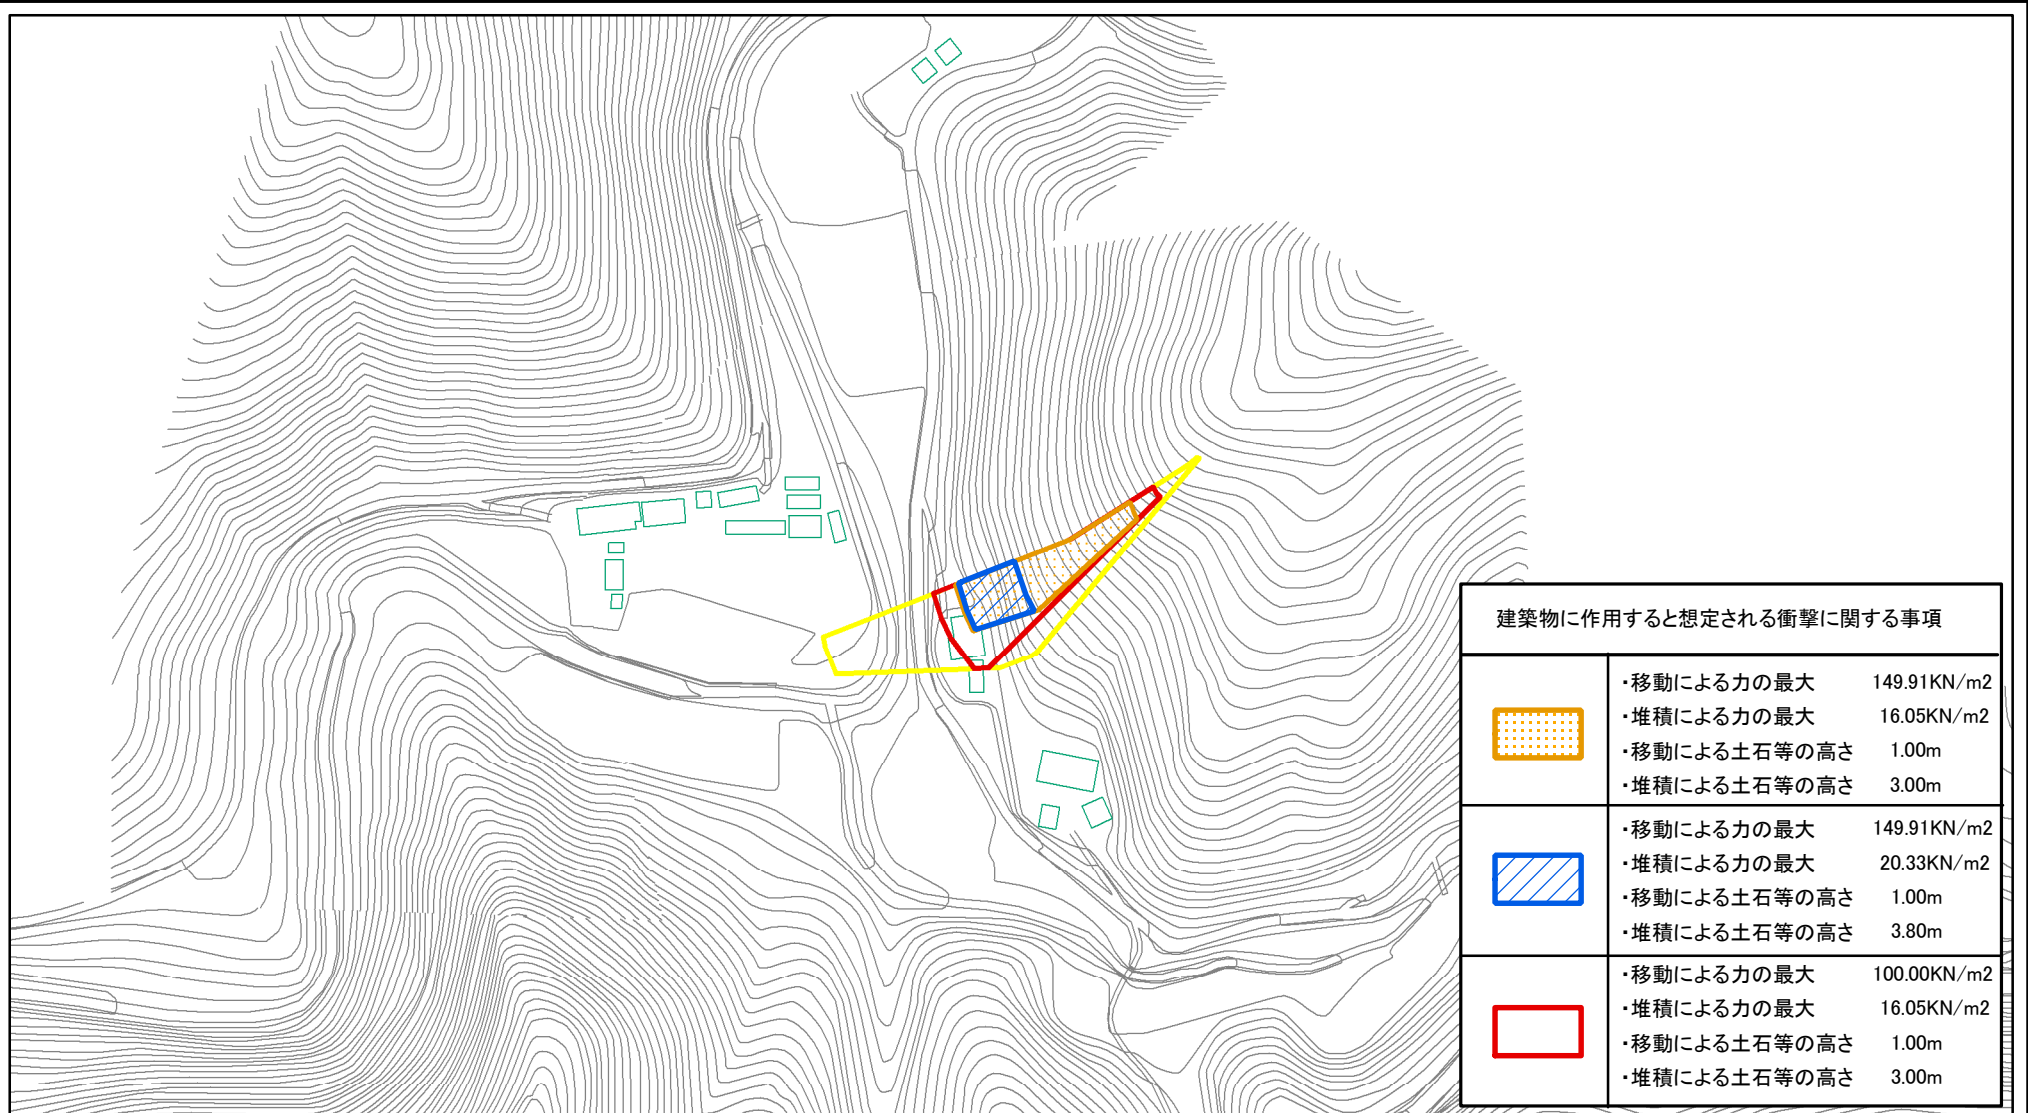 建築物に作用すると想定される衝撃に関する事項
・移動による力の最大 149.91KN/m2
・堆積による力の最大 16.05KN/m2
・移動による土石等の高さ 1.00m
・堆積による土石等の高さ 3.00m
・移動による力の最大 149.91KN/m2
・堆積による力の最大 20.33KN/m2
・移動による土石等の高さ 1.00m
・堆積による土石等の高さ 3.80m
・移動による力の最大 100.00KN/m2
・堆積による力の最大 16.05KN/m2
・移動による土石等の高さ 1.00m
・堆積による土石等の高さ 3.00m